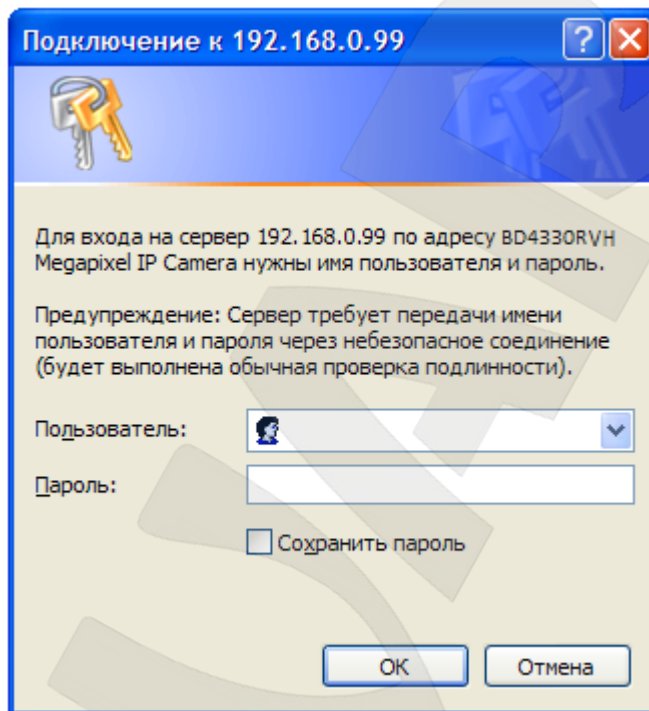 Подключение к 192.168.0.99
Для входа на сервер 192.168.0.99 по адресу BD4330RVH
Megapixel IP Camera нужны имя пользователя и пароль.
Предупреждение: Сервер требует передачи имени
пользователя и пароля через небезопасное соединение
(будет выполнена обычная проверка подлинности).
Пользователь:
Пароль:
Сохранить пароль
ОК Отмена